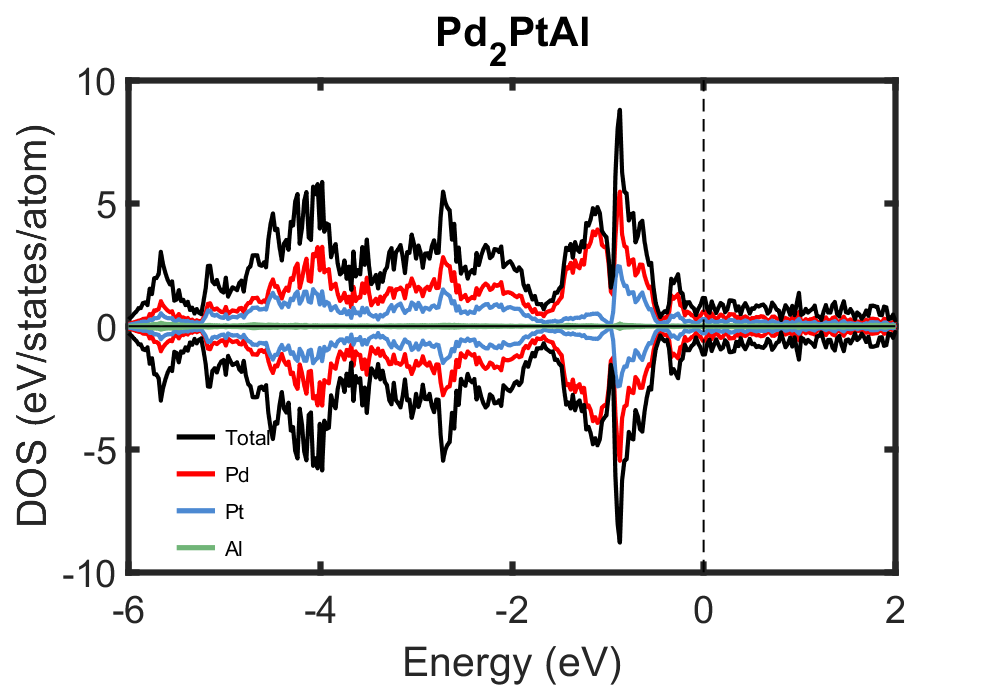 Pd₂PtAl
DOS (eV/states/atom)
10
5
0
-5
-10
Total
Pd
Pt
Al
-6 -4 -2 0 2
Energy (eV)